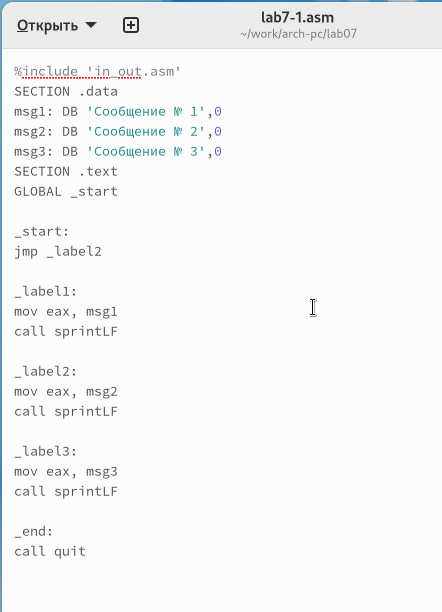 Открыть
lab7-1.asm
~/work/arch-pc/lab07
%include 'in_out.asm'
SECTION .data
msg1: DB 'Сообщение № 1',0
msg2: DB 'Сообщение № 2',0
msg3: DB 'Сообщение № 3',0
SECTION .text
GLOBAL _start
_start:
jmp _label2
_label1:
mov eax, msg1
call sprintLF
_label2:
mov eax, msg2
call sprintLF
_label3:
mov eax, msg3
call sprintLF
_end:
call quit